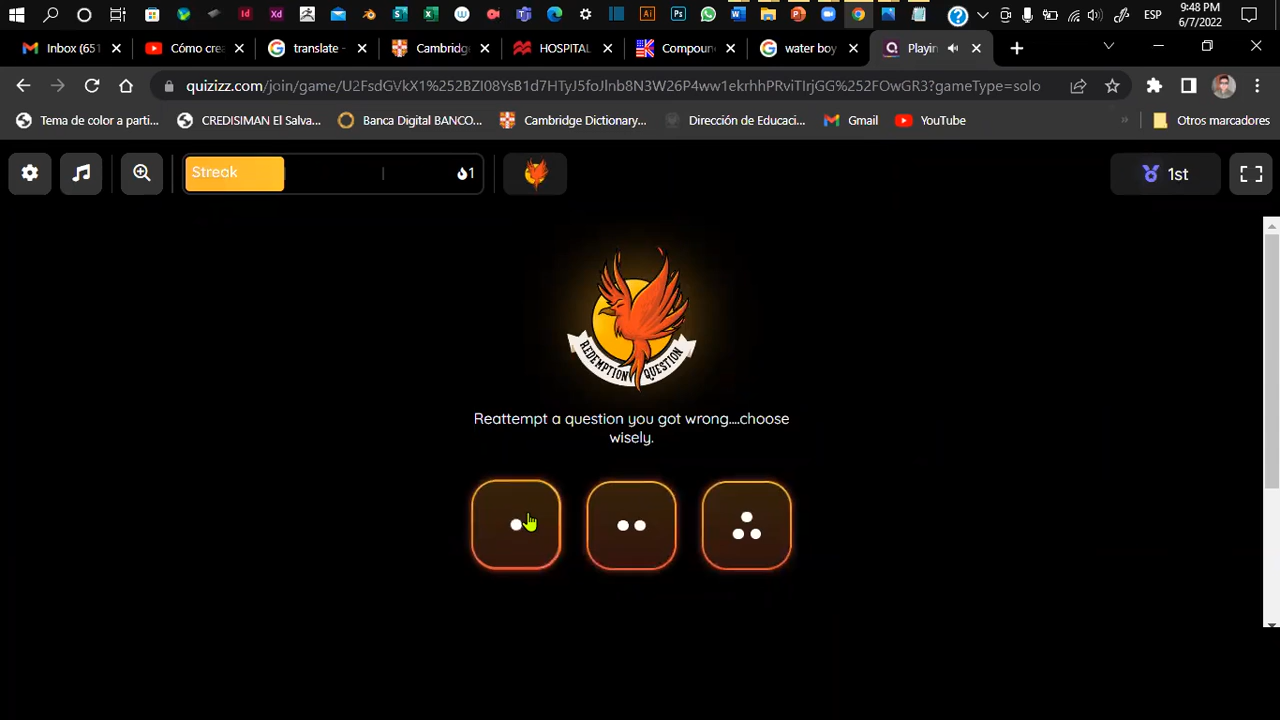 ESP
9:48 PM
6/7/2022
Inbox (651
Cómo crea
translate -
Cambridge
HOSPITAL
Compoun
water boy
Playin
quizizz.com/join/game/U2FsdGVkX1%252BZI08YsB1d7HTyJ5foJlnb8N3W26P4ww1ekrhhPRviTIrjGG%252FOwGR3?gameType=solo
Tema de color a parti...
CREDISIMAN El Salva...
Banca Digital BANCO...
Cambridge Dictionary...
Dirección de Educaci...
Gmail
YouTube
Otros marcadores
Streak
1
1st
REDEMPTION QUESTION
Reattempt a question you got wrong....choose
wisely.